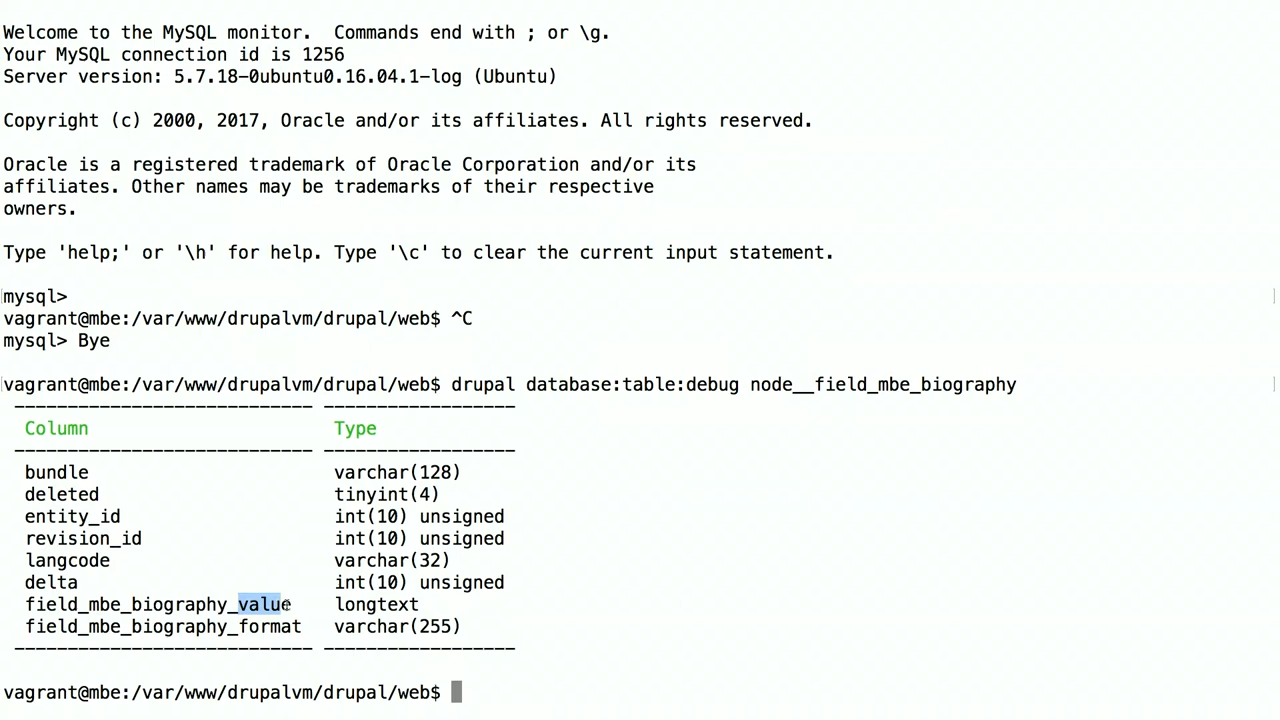 Welcome to the MySQL monitor.  Commands end with ; or \g.
Your MySQL connection id is 1256
Server version: 5.7.18-0ubuntu0.16.04.1-log (Ubuntu)
Copyright (c) 2000, 2017, Oracle and/or its affiliates. All rights reserved.
Oracle is a registered trademark of Oracle Corporation and/or its
affiliates. Other names may be trademarks of their respective
owners.
Type 'help;' or '\h' for help. Type '\c' to clear the current input statement.
mysql>
vagrant@mbe:/var/www/drupalvm/drupal/web$ ^C
mysql> Bye
vagrant@mbe:/var/www/drupalvm/drupal/web$ drupal database:table:debug node__field_mbe_biography
Column Type
bundle varchar(128)
deleted tinyint(4)
entity_id int(10) unsigned
revision_id int(10) unsigned
langcode varchar(32)
delta int(10) unsigned
field_mbe_biography_value longtext
field_mbe_biography_format varchar(255)
vagrant@mbe:/var/www/drupalvm/drupal/web$